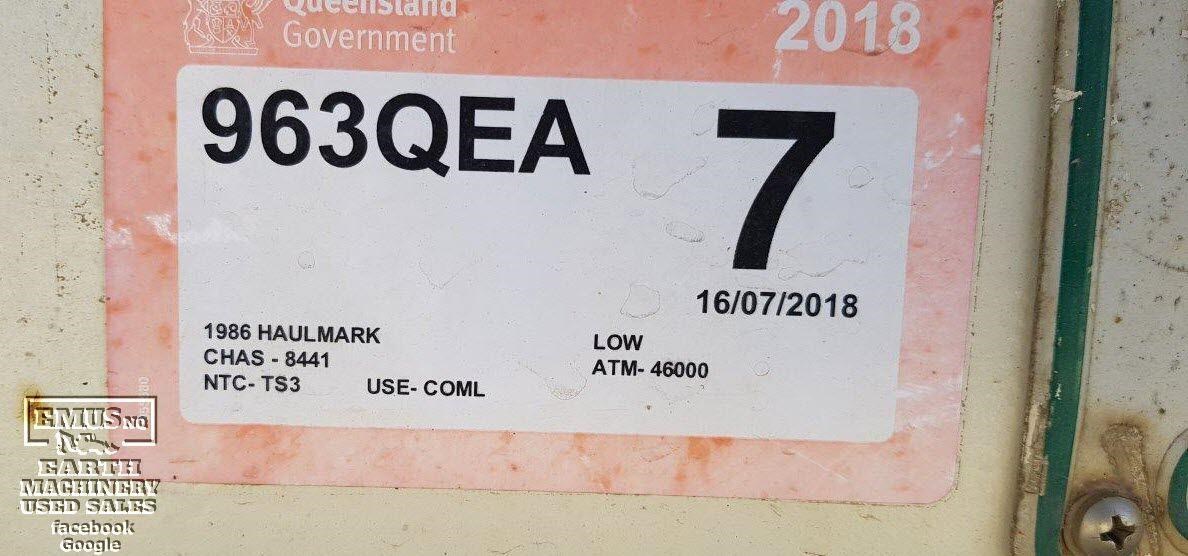 Queensland
Government
2018
963QEA
7
16/07/2018
1986 HAULMARK
CHAS - 8441
NTC- TS3 USE- COML
LOW
ATM- 46000
EMUS NQ
EARTH
MACHINERY
USED SALES
facebook
Google